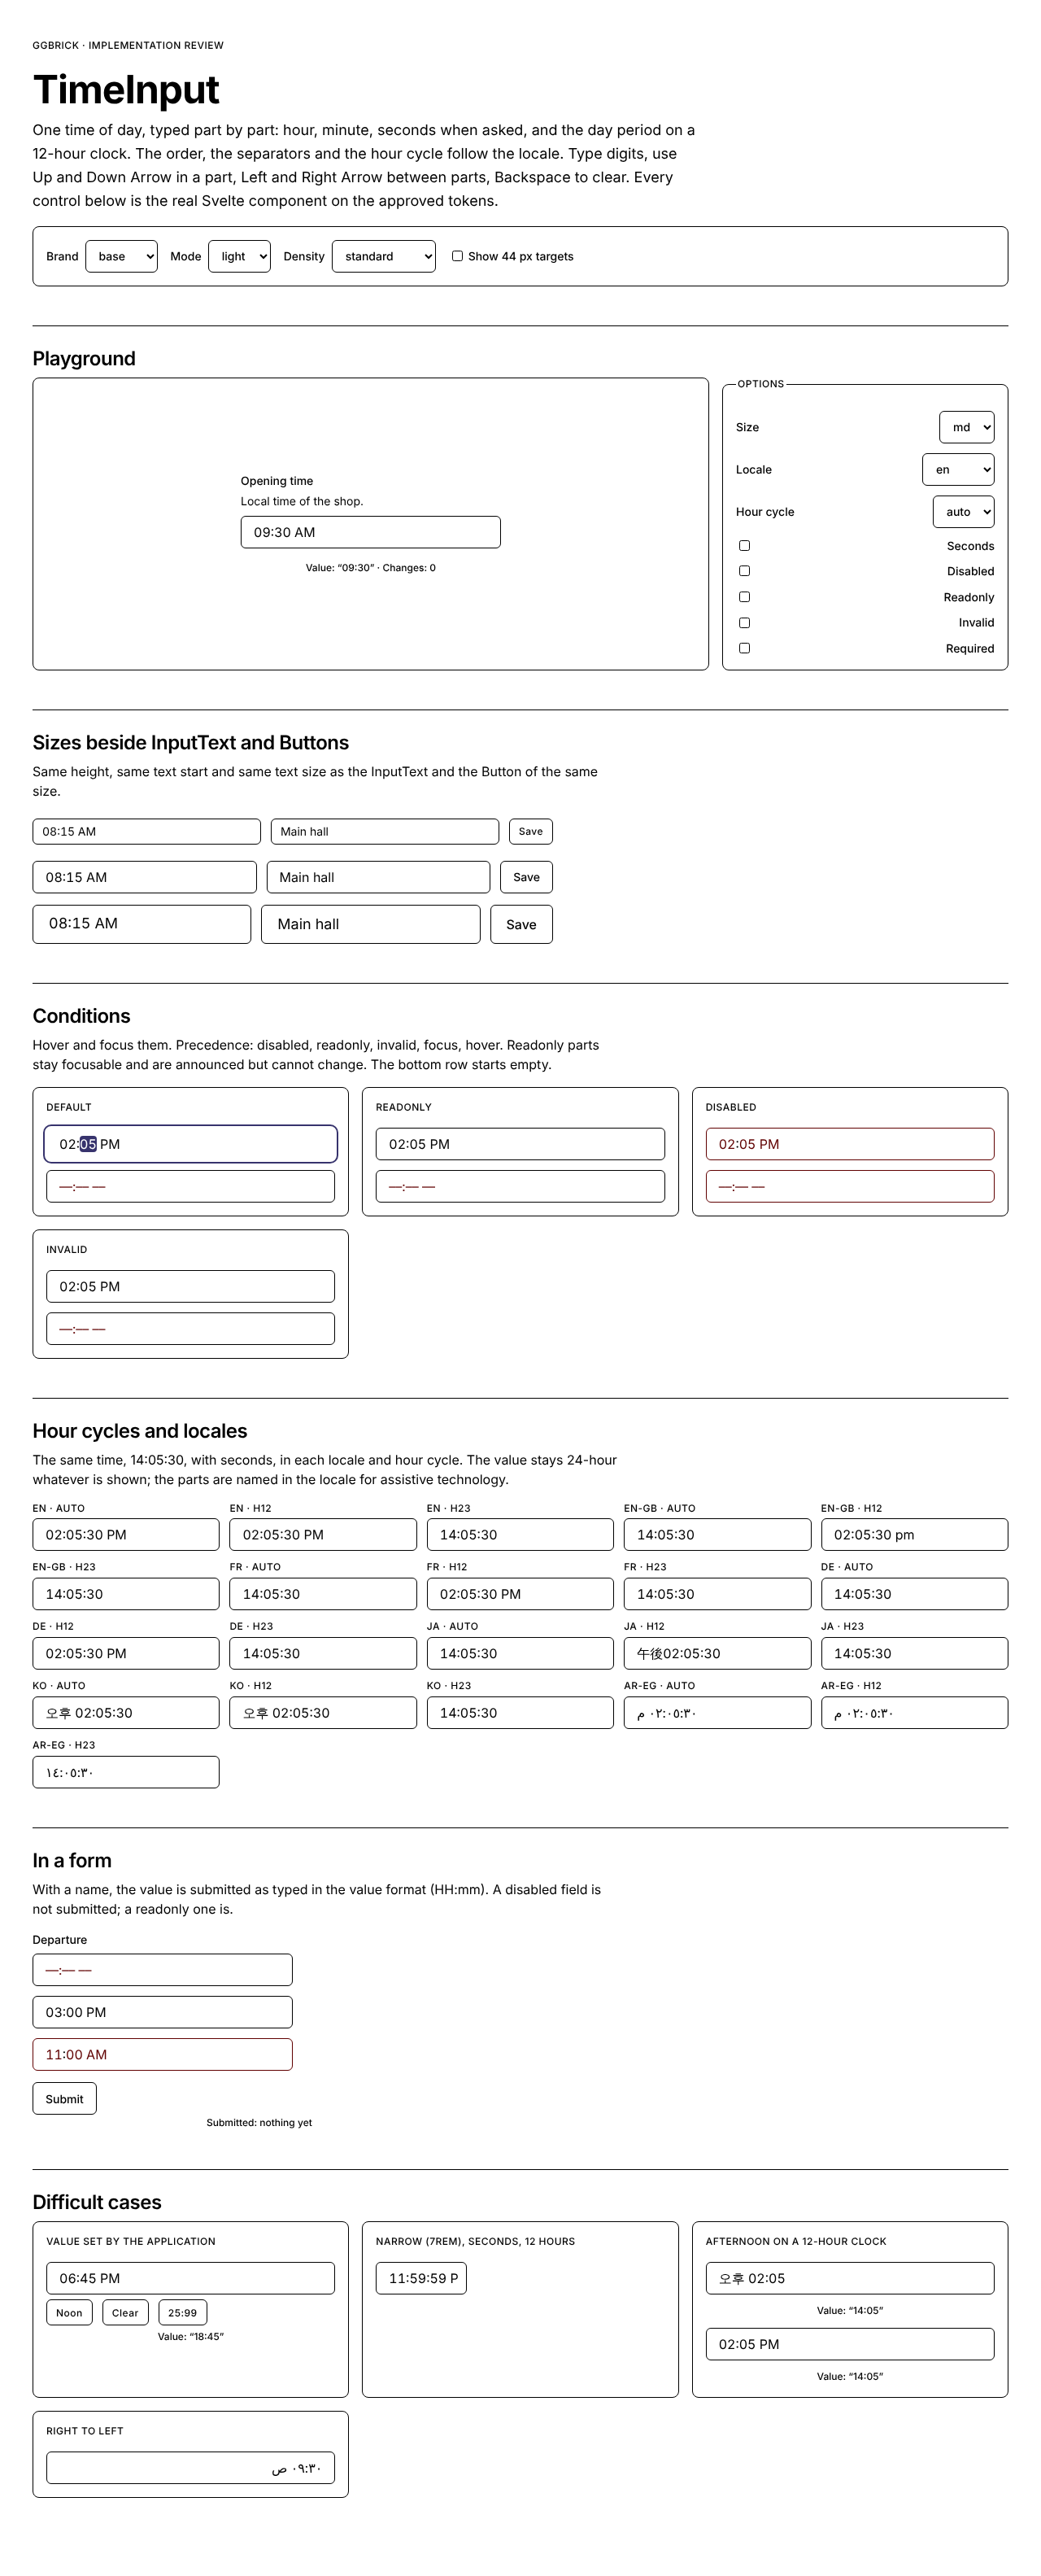 GGBRICK · IMPLEMENTATION REVIEW
TimeInput
One time of day, typed part by part: hour, minute, seconds when asked, and the day period on a
12-hour clock. The order, the separators and the hour cycle follow the locale. Type digits, use
Up and Down Arrow in a part, Left and Right Arrow between parts, Backspace to clear. Every
control below is the real Svelte component on the approved tokens.
Brand base Mode light Density standard Show 44 px targets
Playground
Opening time
Local time of the shop.
09:30 AM
Value: “09:30” · Changes: 0
OPTIONS
Size md
Locale en
Hour cycle auto
Seconds
Disabled
Readonly
Invalid
Required
Sizes beside InputText and Buttons
Same height, same text start and same text size as the InputText and the Button of the same
size.
08:15 AM Main hall Save
08:15 AM Main hall Save
08:15 AM Main hall Save
Conditions
Hover and focus them. Precedence: disabled, readonly, invalid, focus, hover. Readonly parts
stay focusable and are announced but cannot change. The bottom row starts empty.
DEFAULT
02:05 PM
––:–– ––
READONLY
02:05 PM
––:–– ––
DISABLED
02:05 PM
––:–– ––
INVALID
02:05 PM
––:–– ––
Hour cycles and locales
The same time, 14:05:30, with seconds, in each locale and hour cycle. The value stays 24-hour
whatever is shown; the parts are named in the locale for assistive technology.
EN · AUTO EN · H12 EN · H23 EN-GB · AUTO EN-GB · H12
02:05:30 PM 02:05:30 PM 14:05:30 14:05:30 02:05:30 pm
EN-GB · H23 FR · AUTO FR · H12 FR · H23 DE · AUTO
14:05:30 14:05:30 02:05:30 PM 14:05:30 14:05:30
DE · H12 DE · H23 JA · AUTO JA · H12 JA · H23
02:05:30 PM 14:05:30 14:05:30 午後02:05:30 14:05:30
KO · AUTO KO · H12 KO · H23 AR-EG · AUTO AR-EG · H12
오후 02:05:30 오후 02:05:30 14:05:30 ٠٢:٠٥:٣٠ م ٠٢:٠٥:٣٠ م
AR-EG · H23
١٤:٠٥:٣٠
In a form
With a name, the value is submitted as typed in the value format (HH:mm). A disabled field is
not submitted; a readonly one is.
Departure
––:–– ––
03:00 PM
11:00 AM
Submit
Submitted: nothing yet
Difficult cases
VALUE SET BY THE APPLICATION
06:45 PM
Noon Clear 25:99
Value: “18:45”
NARROW (7REM), SECONDS, 12 HOURS
11:59:59 P
AFTERNOON ON A 12-HOUR CLOCK
오후 02:05
Value: “14:05”
02:05 PM
Value: “14:05”
RIGHT TO LEFT
٠٩:٣٠ ص